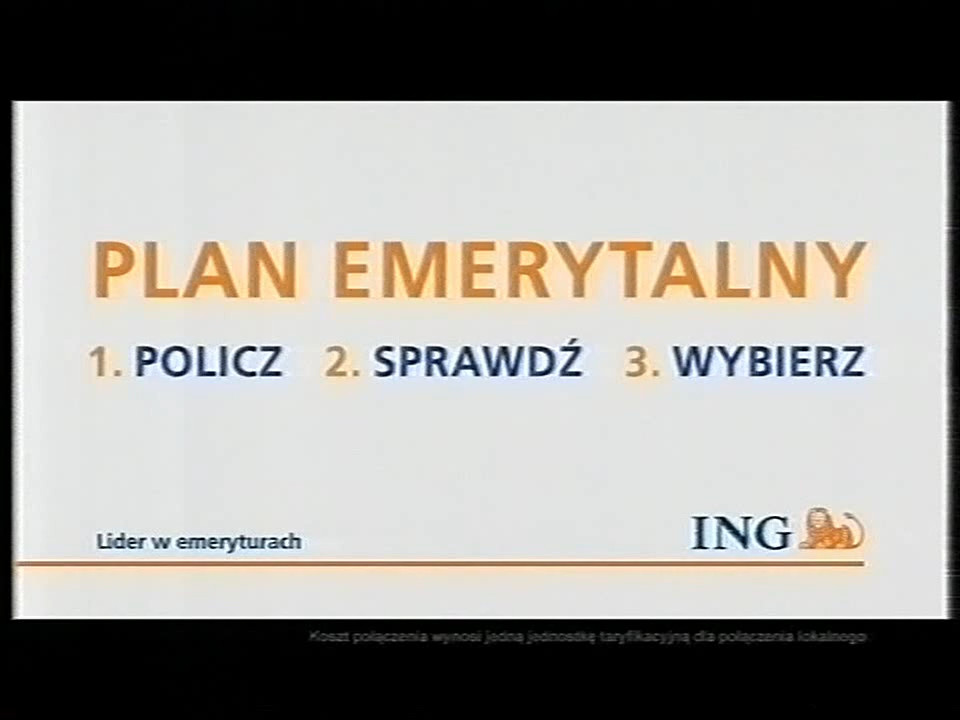 PLAN EMERYTALNY
1. POLICZ 2. SPRAWDŹ 3. WYBIERZ
Lider w emeryturach
ING
Koszt połączenia wynosi jedną jednostkę taryfikacyjną dla połączenia lokalnego